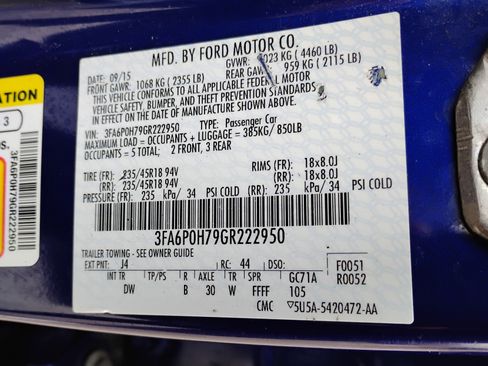 MFD. BY FORD MOTOR CO.
DATE: 09/15
GVWR: 2023 KG ( 4460 LB)
FRONT GAWR: 1068 KG ( 2355 LB)
REAR GAWR: 959 KG ( 2115 LB)
THIS VEHICLE CONFORMS TO ALL APPLICABLE FEDERAL MOTOR
VEHICLE SAFETY, BUMPER, AND THEFT PREVENTION STANDARDS IN
EFFECT ON THE DATE OF MANUFACTURE SHOWN ABOVE.
VIN: 3FA6P0H79GR222950
TYPE: Passenger Car
MAXIMUM LOAD= OCCUPANTS + LUGGAGE = 385KG/ 850LB
OCCUPANTS = 5 TOTAL; 2 FRONT, 3 REAR
TIRE (FR): 235/45R18 94V RIMS (FR): 18x8.0J
(RR): 235/45R18 94V (RR): 18x8.0J
PRESSURE (FR): 235 kPa/ 34 PSI COLD (RR): 235 kPa/ 34 PSI COLD
3FA6P0H79GR222950
TRAILER TOWING - SEE OWNER GUIDE
EXT PNT: J4 RC: 44 DSO: F0051
INT TR TP/PS R AXLE TR SPR GC71A R0052
DW B 30 W FFFF 105
CMC ▽5U5A-5420472-AA
ATION
3
3FA6P0H79GR222950